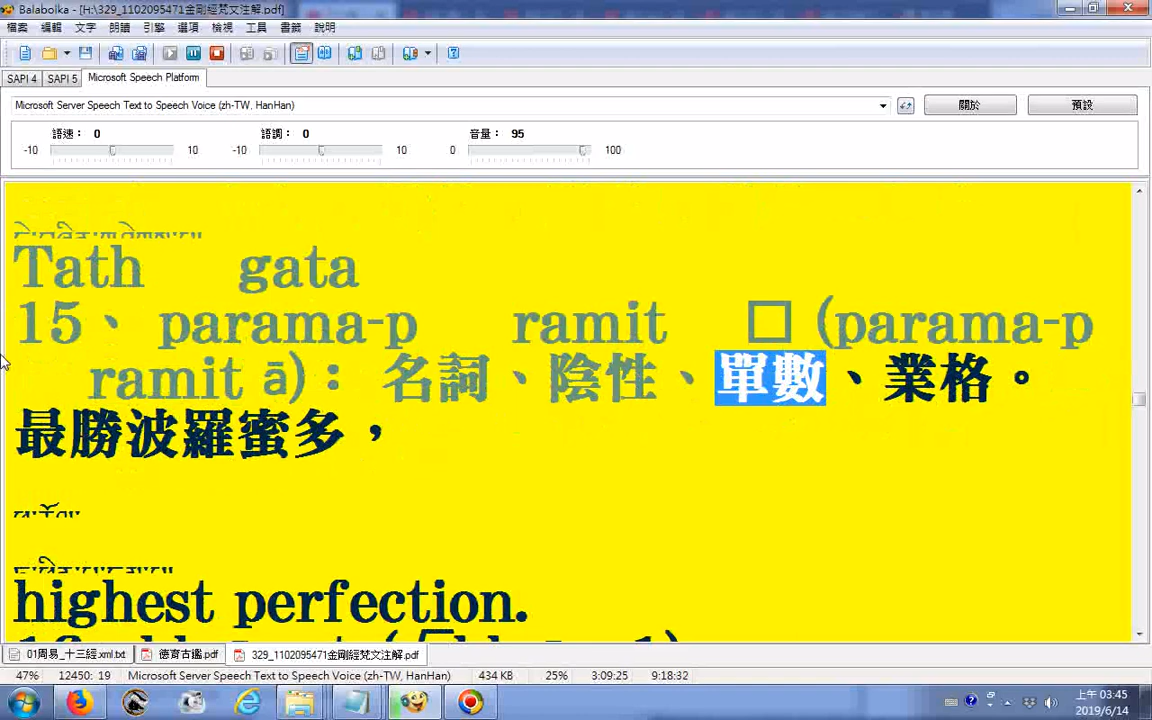 Balabolka - [H:\329_1102095471金剛經梵文注解.pdf]
檔案 編輯 文字 朗讀 引擎 選項 檢視 工具 書籤 說明
SAPI 4 SAPI 5 Microsoft Speech Platform
Microsoft Server Speech Text to Speech Voice (zh-TW, HanHan) 關於 預設
語速： 0 語調： 0 音量： 95
-10 10 -10 10 0 100
Tath gata
15、 parama-p ramit □ (parama-p
ramit ā)： 名詞、陰性、單數、業格。
最勝波羅蜜多，
highest perfection.
01周易_十三經.xml.txt 德育古鑑.pdf 329_1102095471金剛經梵文注解.pdf
47% 12450: 19 Microsoft Server Speech Text to Speech Voice (zh-TW, HanHan) 434 KB 25% 3:09:25 9:18:32
上午 03:45
2019/6/14